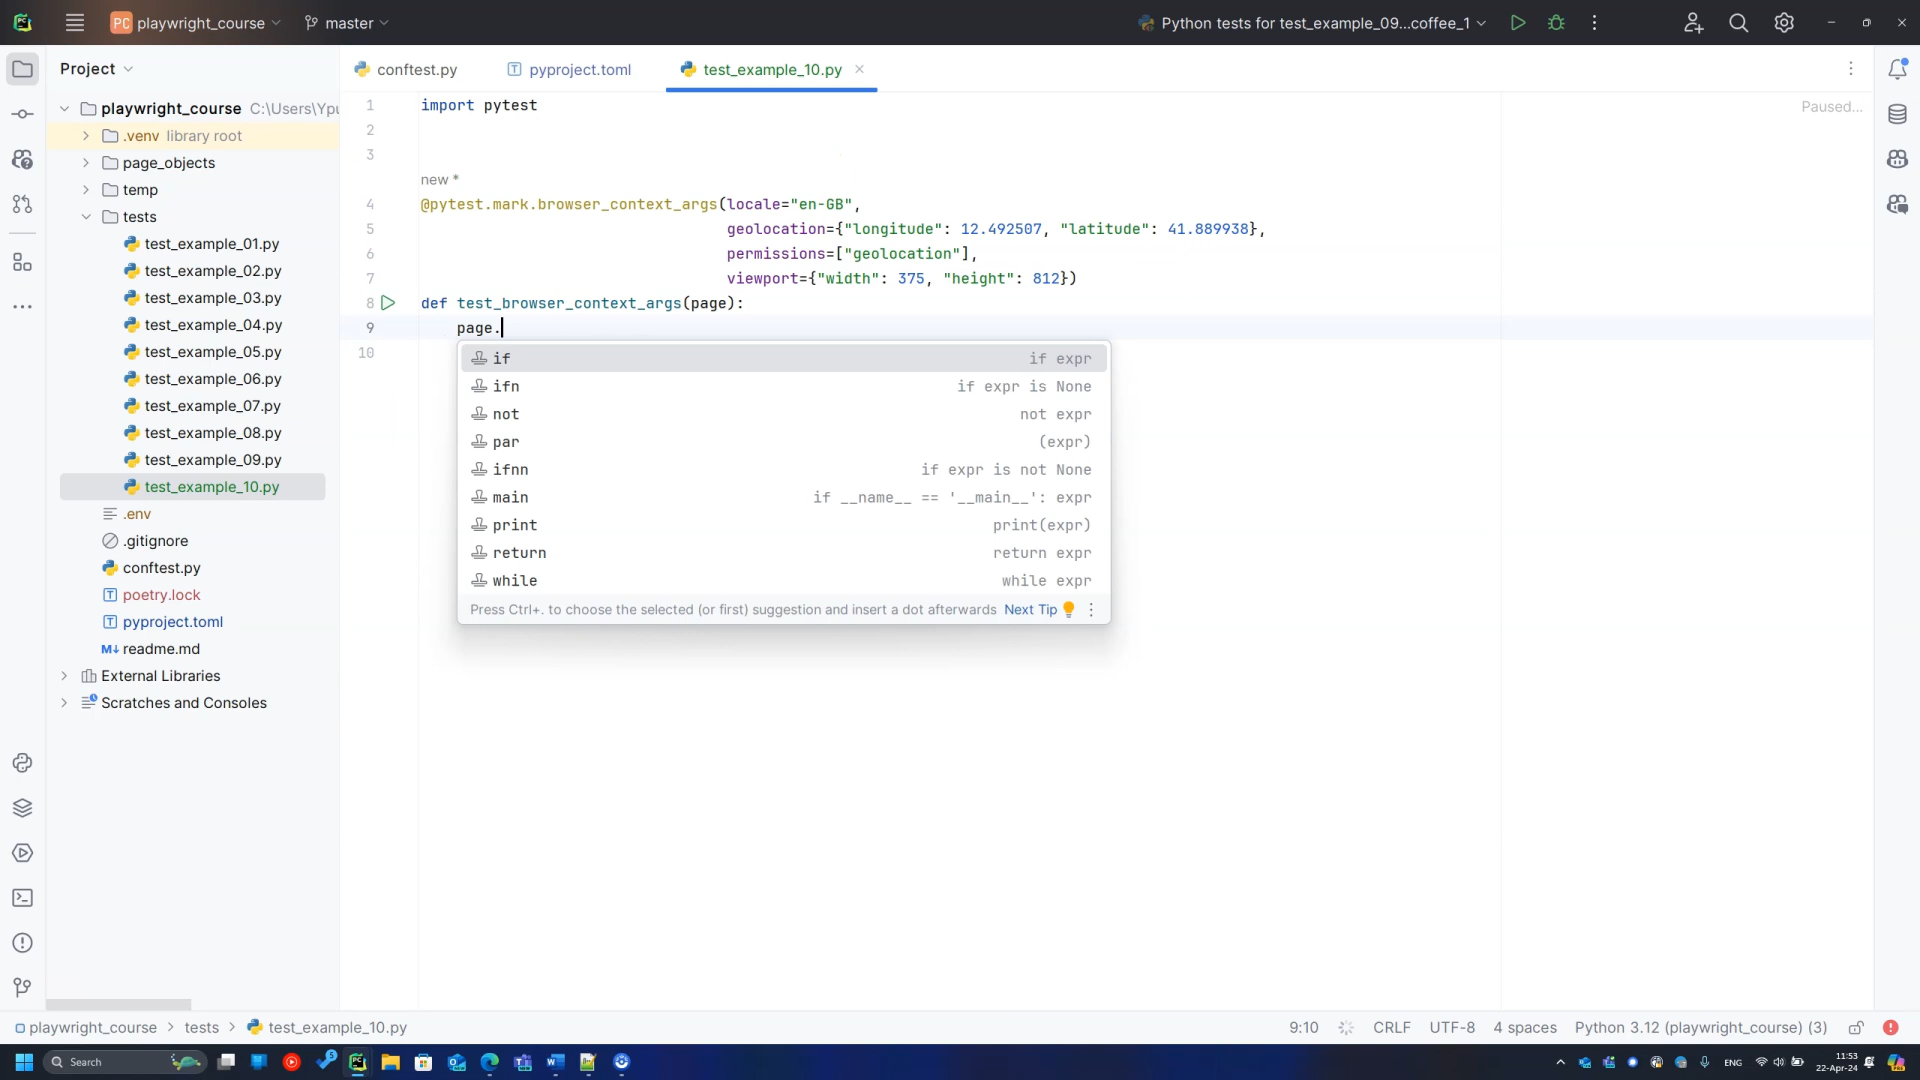 PC playwright_course
master
Python tests for test_example_09...coffee_1
Project
conftest.py
pyproject.toml
test_example_10.py
playwright_course C:\Users\Ypu
.venv library root
page_objects
temp
tests
test_example_01.py
test_example_02.py
test_example_03.py
test_example_04.py
test_example_05.py
test_example_06.py
test_example_07.py
test_example_08.py
test_example_09.py
test_example_10.py
.env
.gitignore
conftest.py
poetry.lock
pyproject.toml
M↓ readme.md
External Libraries
Scratches and Consoles
Paused...
1 import pytest
2
3
new *
4 @pytest.mark.browser_context_args(locale="en-GB",
5 geolocation={"longitude": 12.492507, "latitude": 41.889938},
6 permissions=["geolocation"],
7 viewport={"width": 375, "height": 812})
8 def test_browser_context_args(page):
9 page.
10
if if expr
ifn if expr is None
not not expr
par (expr)
ifnn if expr is not None
main if __name__ == '__main__': expr
print print(expr)
return return expr
while while expr
Press Ctrl+. to choose the selected (or first) suggestion and insert a dot afterwards Next Tip
playwright_course > tests > test_example_10.py
9:10 CRLF UTF-8 4 spaces Python 3.12 (playwright_course) (3)
Search
ENG
11:53
22-Apr-24